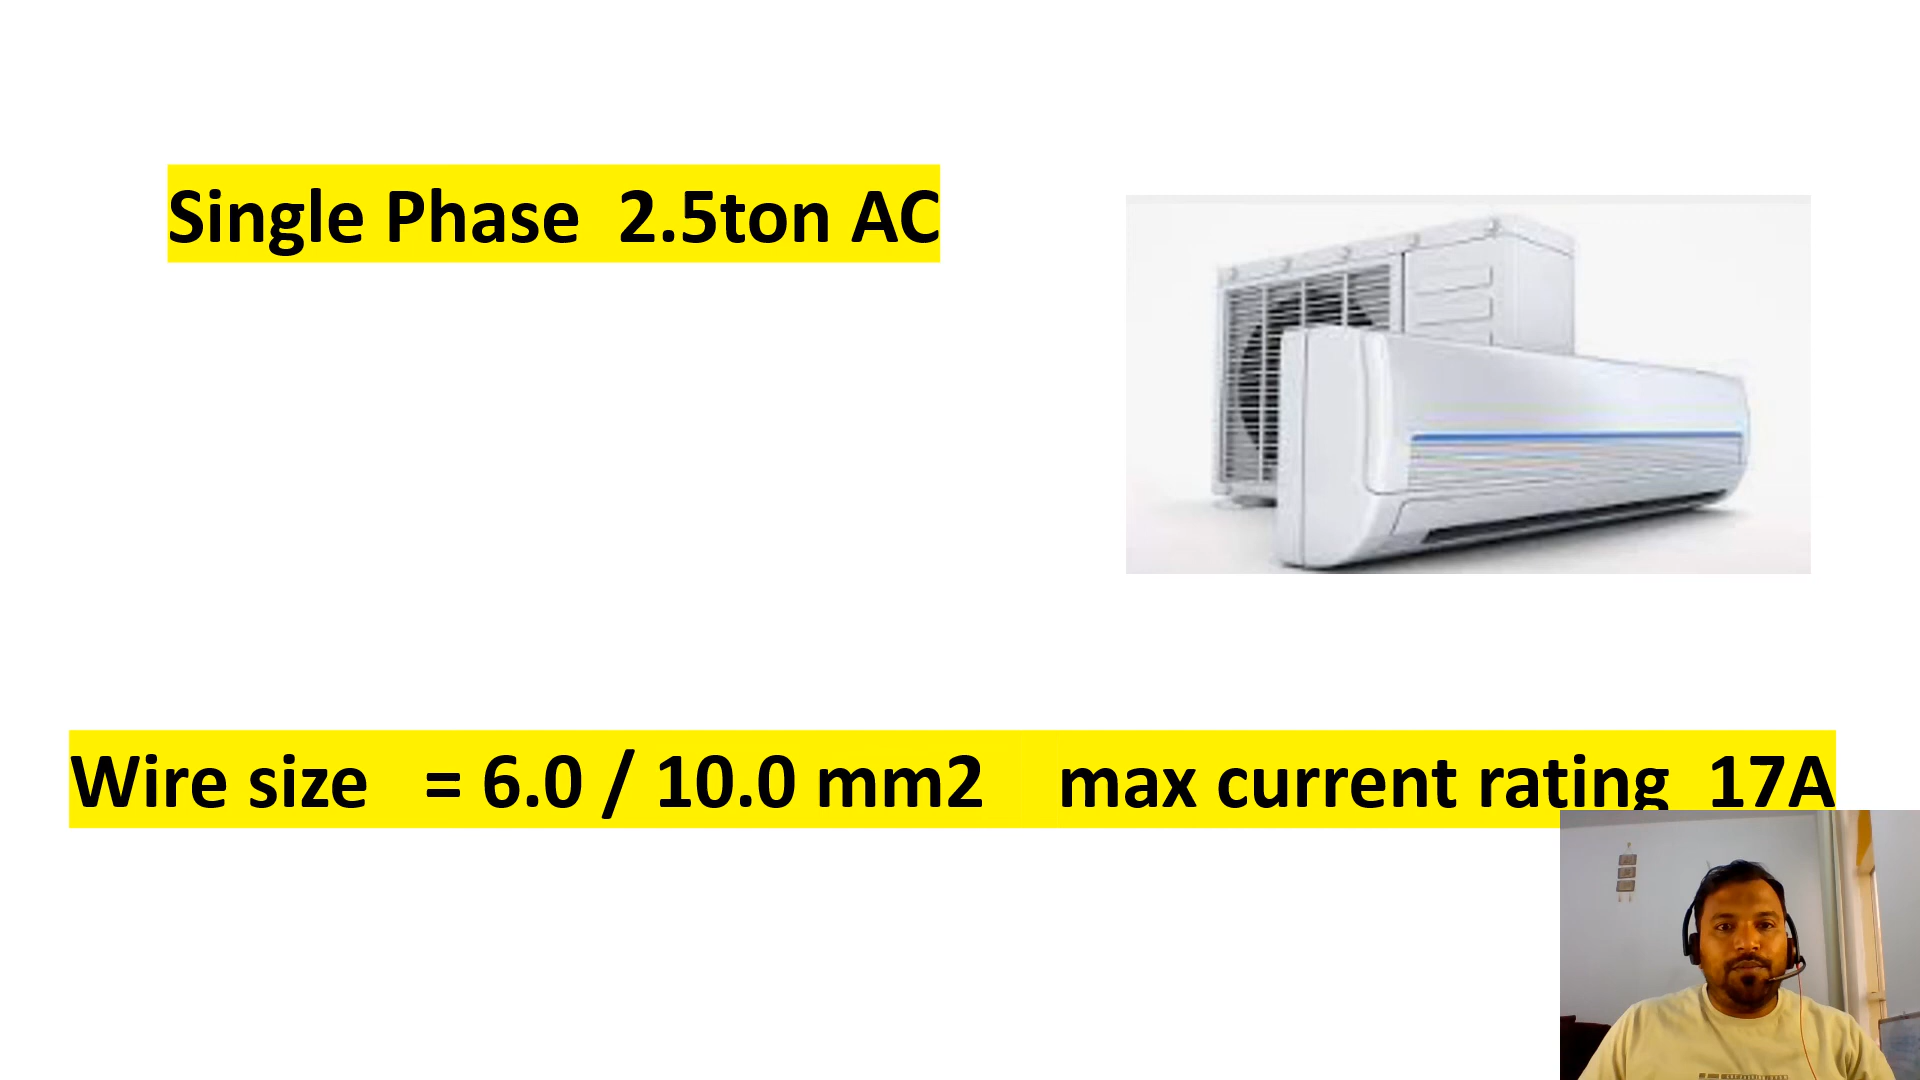 Single Phase  2.5ton AC
Wire size   = 6.0 / 10.0 mm2    max current rating  17A